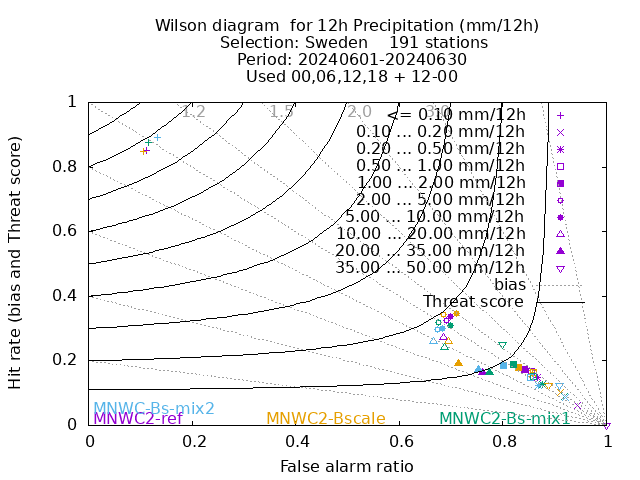 Wilson diagram  for 12h Precipitation (mm/12h)
Selection: Sweden    191 stations
Period: 20240601-20240630
Used 00,06,12,18 + 12-00
1.2 1.5 2.0 3.0
<= 0.10 mm/12h
0.10 ... 0.20 mm/12h
0.20 ... 0.50 mm/12h
0.50 ... 1.00 mm/12h
1.00 ... 2.00 mm/12h
2.00 ... 5.00 mm/12h
5.00 ... 10.00 mm/12h
10.00 ... 20.00 mm/12h
20.00 ... 35.00 mm/12h
35.00 ... 50.00 mm/12h
bias
Threat score
Hit rate (bias and Threat score)
1
0.8
0.6
0.4
0.2
0
MNWC-Bs-mix2
MNWC2-ref MNWC2-Bscale MNWC2-Bs-mix1
0 0.2 0.4 0.6 0.8 1
False alarm ratio